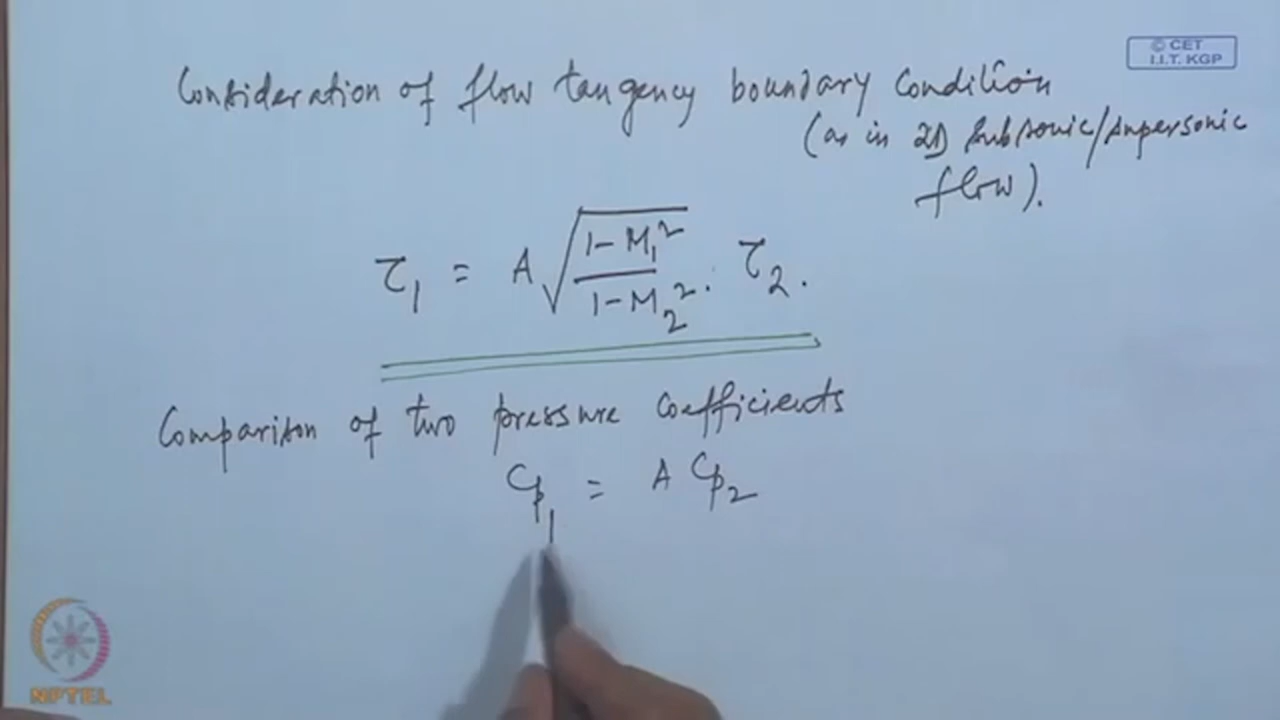 © CET
I.I.T. KGP
Consideration of flow tangency boundary condition
(as in 2D subsonic/supersonic
flow).
τ₁ = A √((1-M₁²)/(1-M₂²)) . τ₂.
Comparison of two pressure coefficients
Cp₁ = A Cp₂
NPTEL